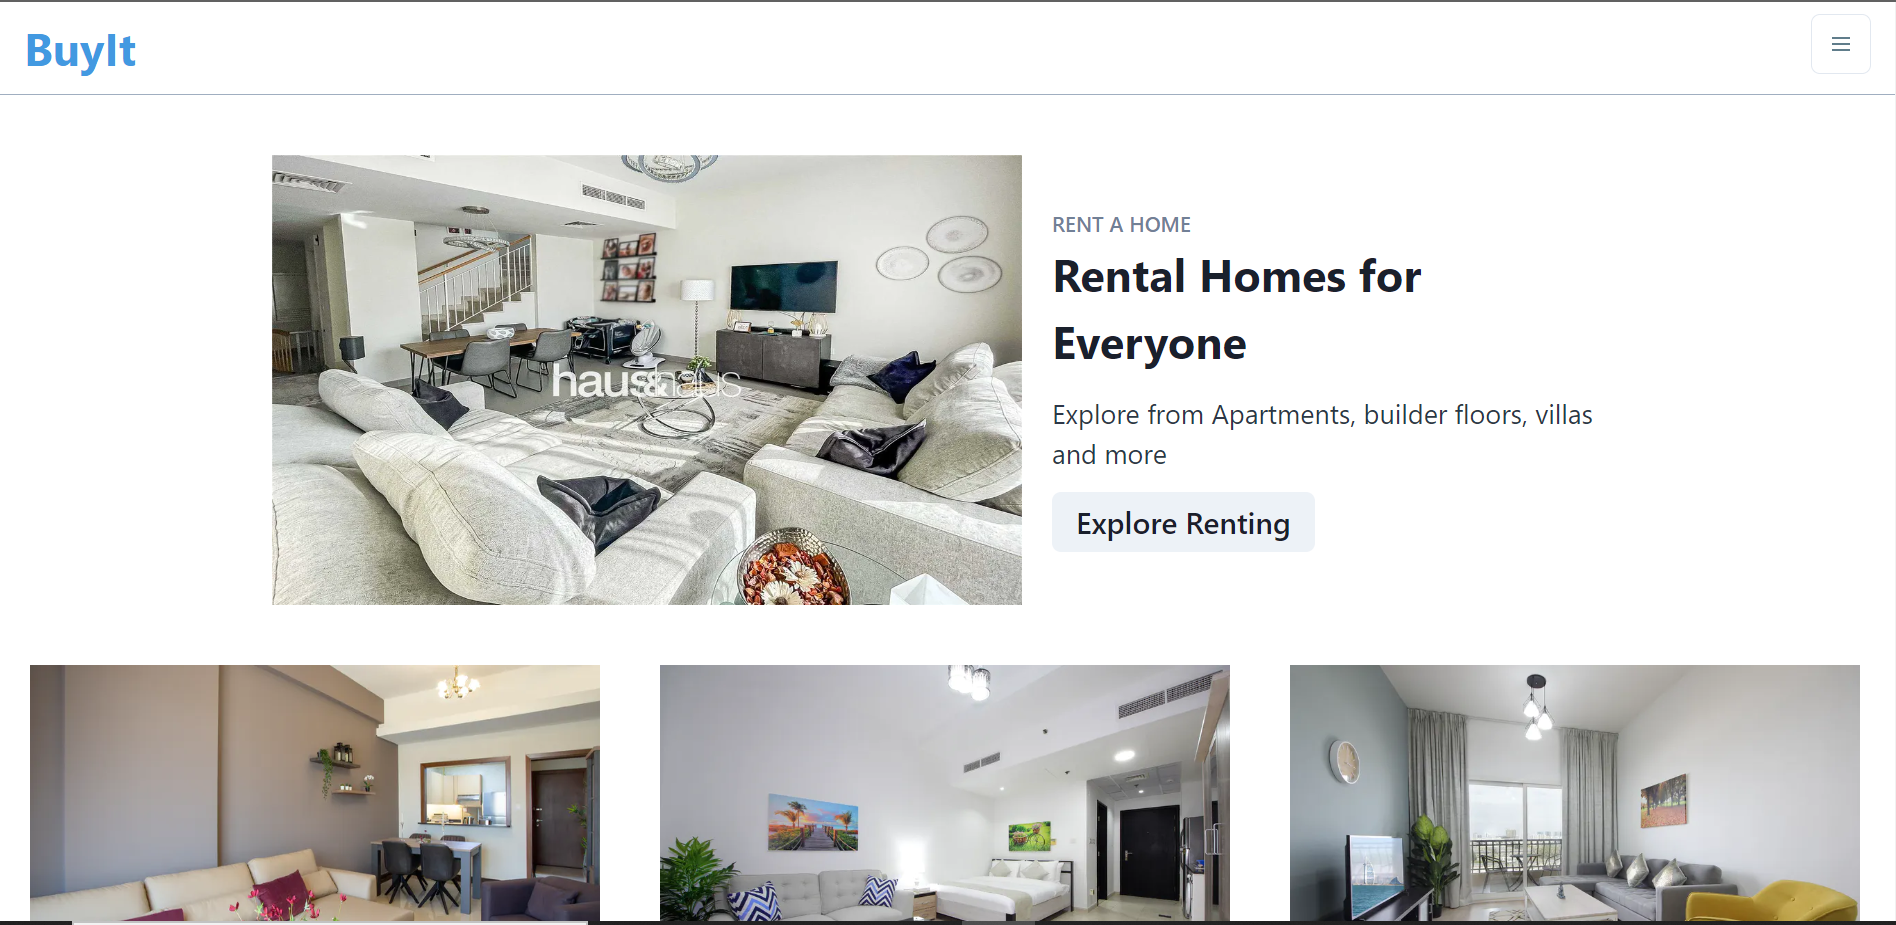 BuyIt
RENT A HOME
Rental Homes for
Everyone
haus&haus
Explore from Apartments, builder floors, villas
and more
Explore Renting